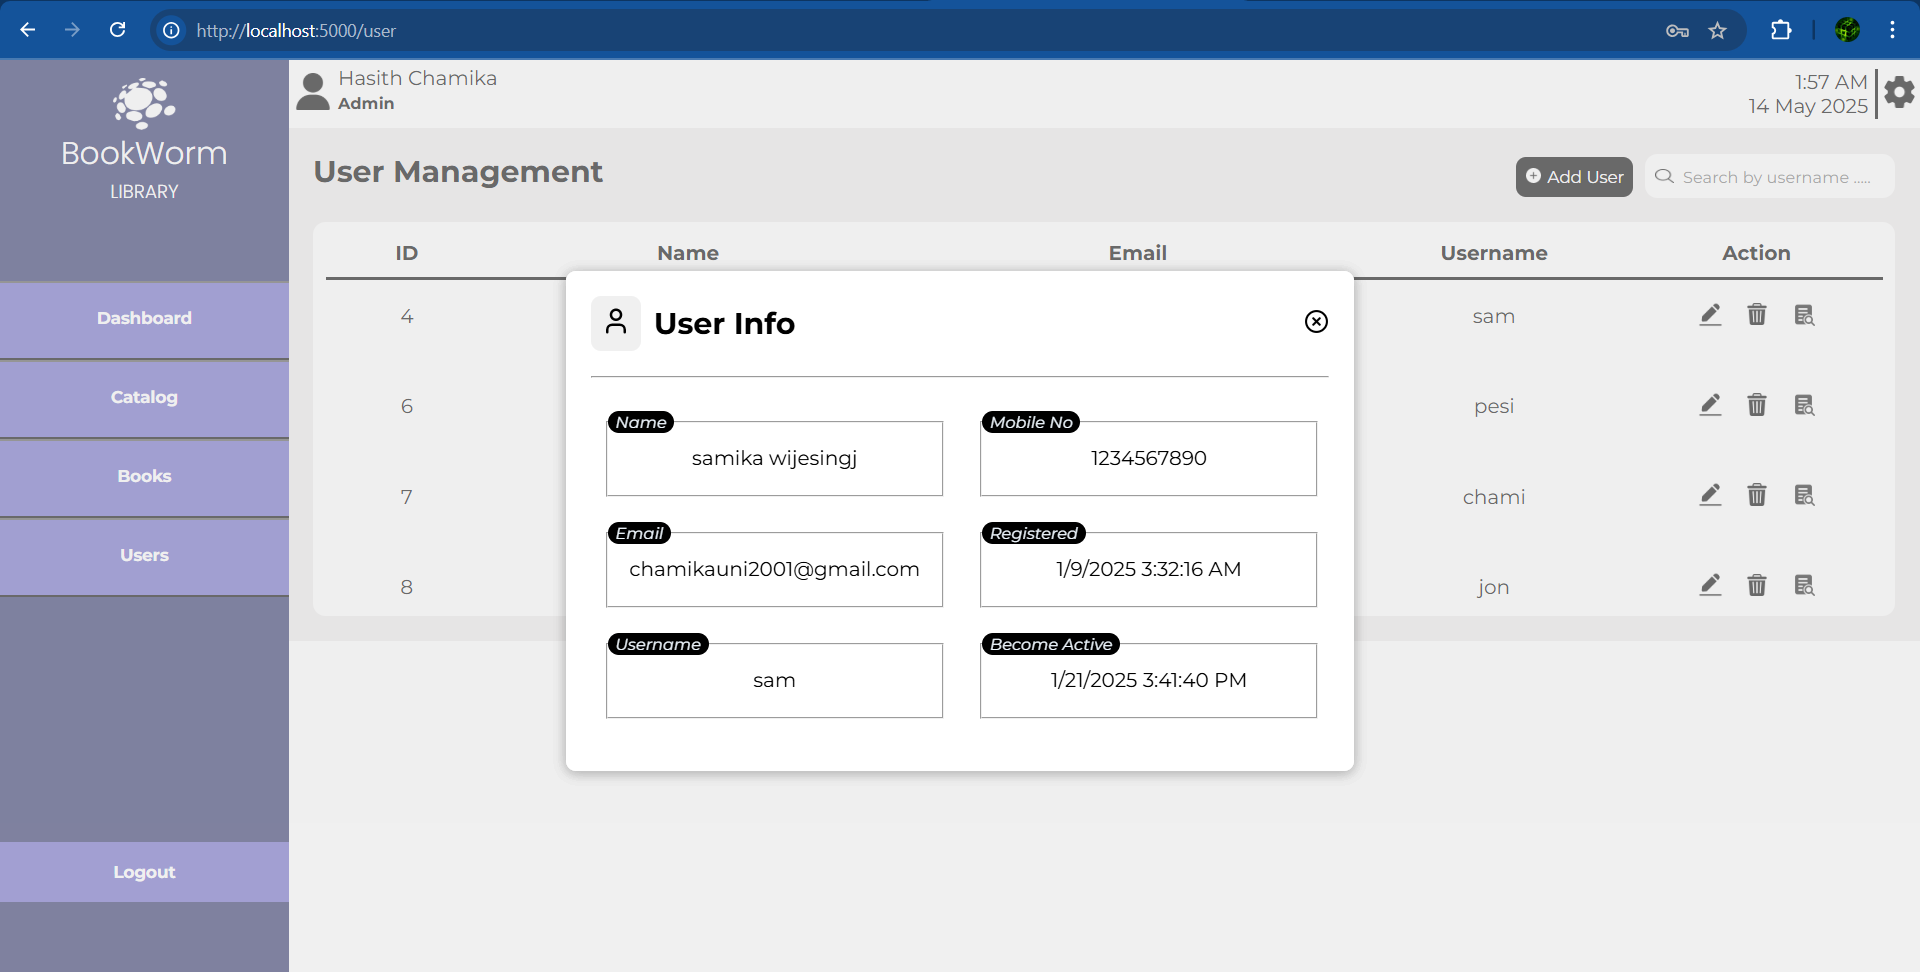 http://localhost:5000/user
BookWorm
LIBRARY
Dashboard
Catalog
Books
Users
Logout
Hasith Chamika
Admin
1:57 AM
14 May 2025
User Management
Add User
Search by username .....
ID Name Email Username Action
4 sam
6 pesi
7 chami
8 jon
User Info
Name
samika wijesingj
Mobile No
1234567890
Email
chamikauni2001@gmail.com
Registered
1/9/2025 3:32:16 AM
Username
sam
Become Active
1/21/2025 3:41:40 PM